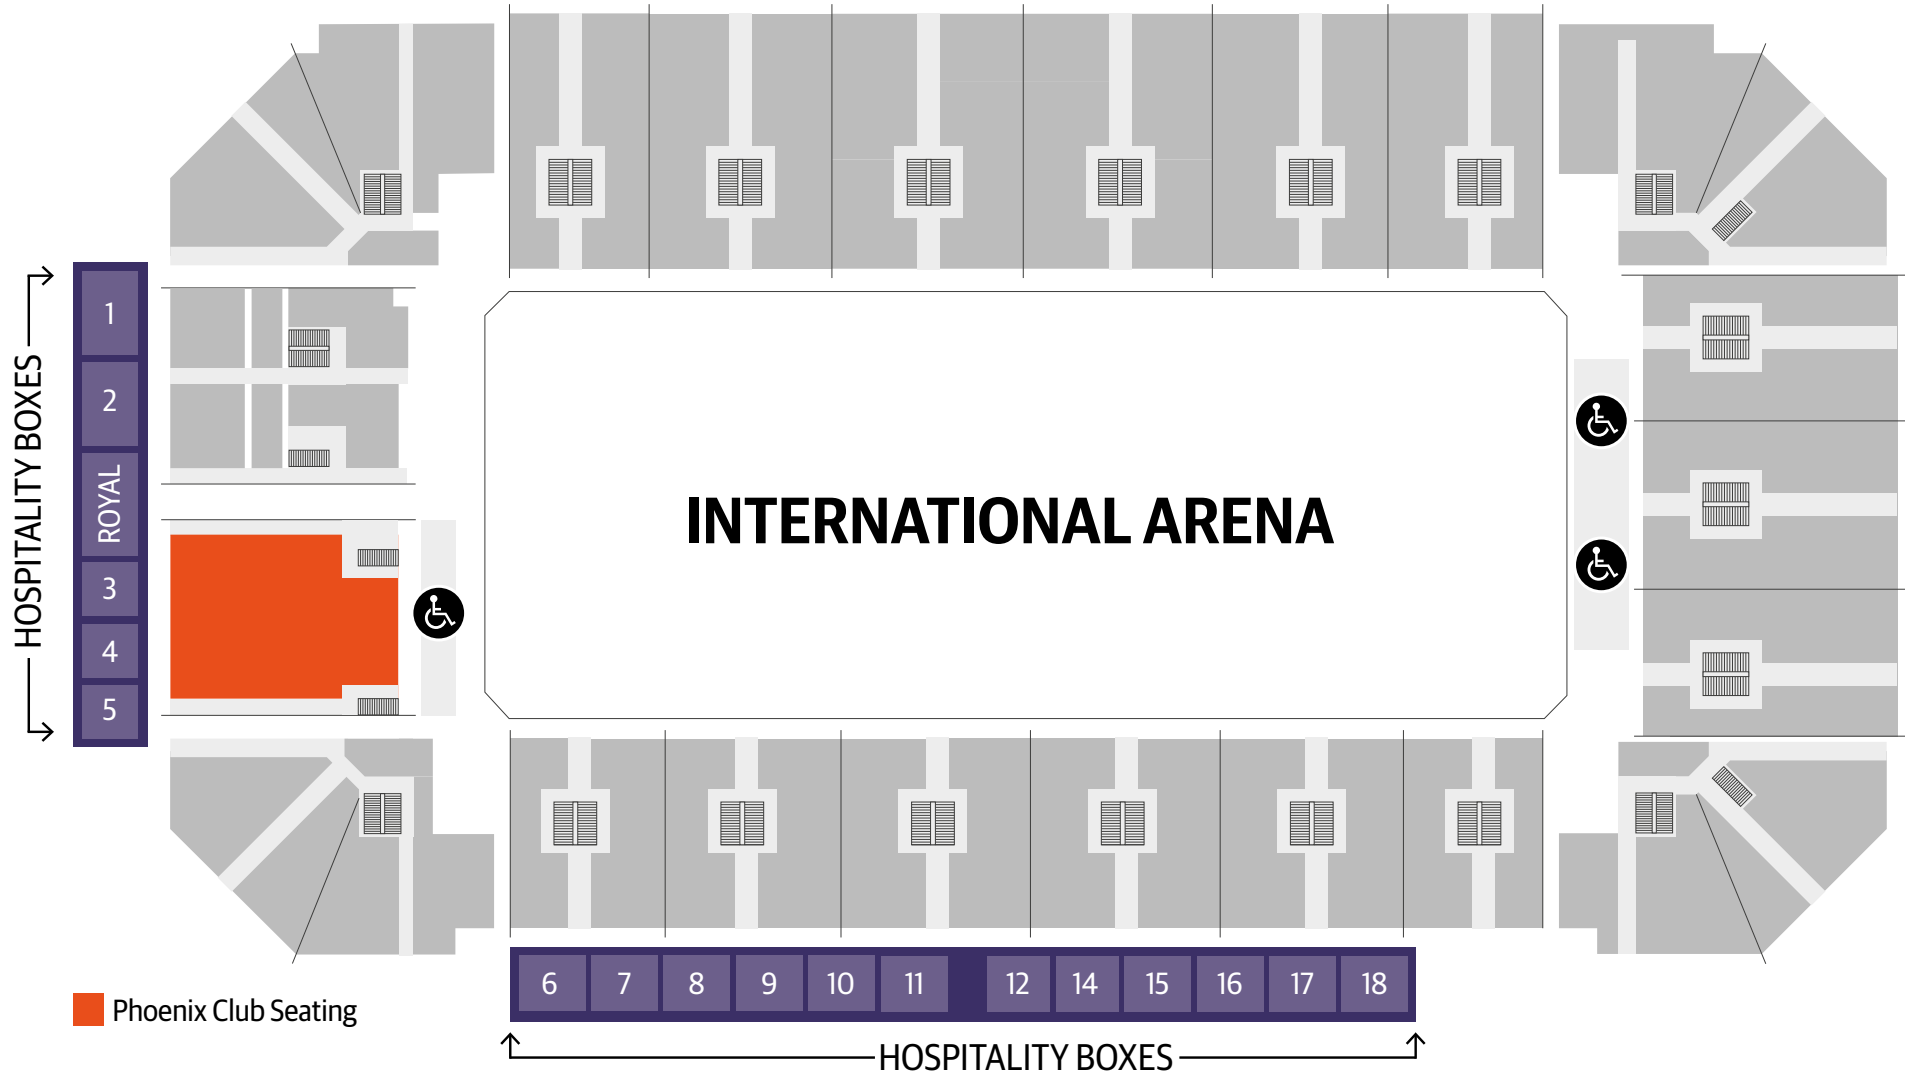 INTERNATIONAL ARENA
HOSPITALITY BOXES
1
2
ROYAL
3
4
5
6 7 8 9 10 11 12 14 15 16 17 18
HOSPITALITY BOXES
Phoenix Club Seating